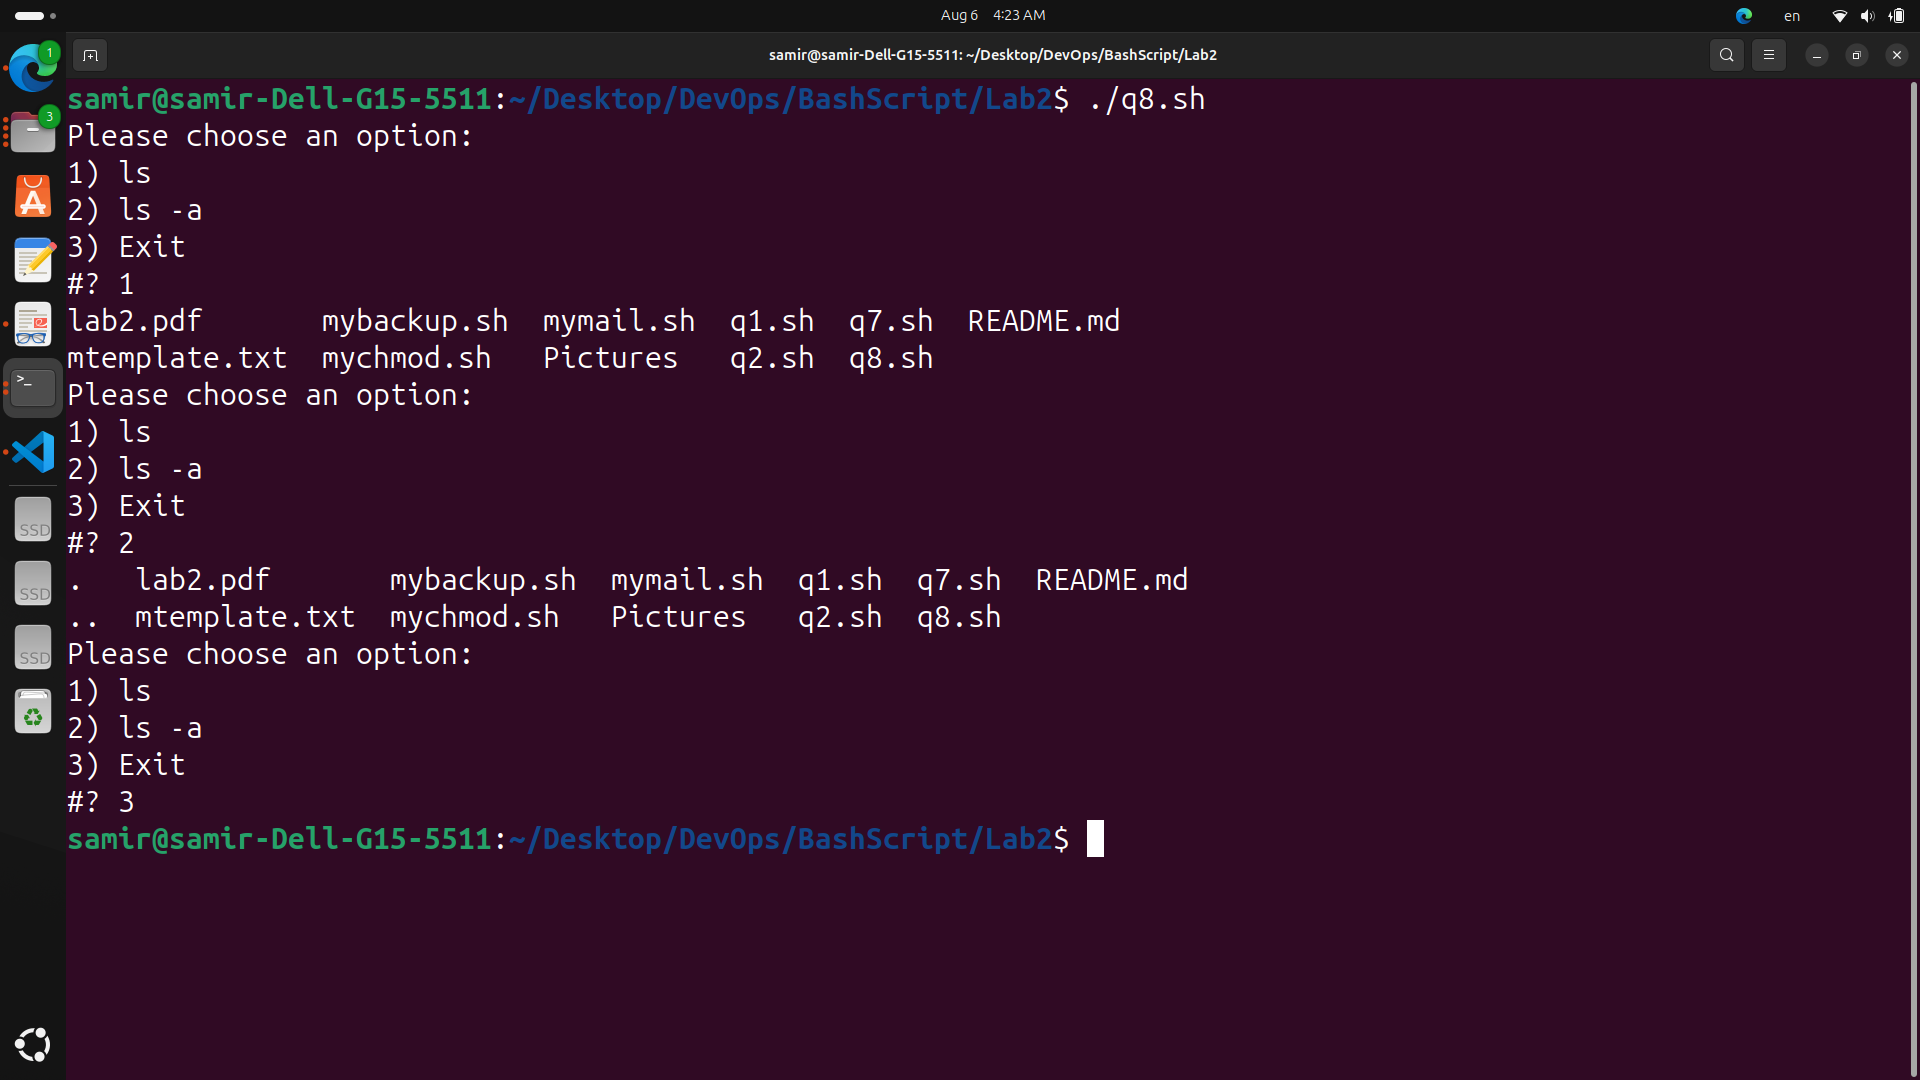 Aug 6 4:23 AM
en
samir@samir-Dell-G15-5511: ~/Desktop/DevOps/BashScript/Lab2
1
3
SSD
SSD
SSD
samir@samir-Dell-G15-5511:~/Desktop/DevOps/BashScript/Lab2$ ./q8.sh
Please choose an option:
1) ls
2) ls -a
3) Exit
#? 1
lab2.pdf       mybackup.sh  mymail.sh  q1.sh  q7.sh  README.md
mtemplate.txt  mychmod.sh   Pictures   q2.sh  q8.sh
Please choose an option:
1) ls
2) ls -a
3) Exit
#? 2
.   lab2.pdf       mybackup.sh  mymail.sh  q1.sh  q7.sh  README.md
..  mtemplate.txt  mychmod.sh   Pictures   q2.sh  q8.sh
Please choose an option:
1) ls
2) ls -a
3) Exit
#? 3
samir@samir-Dell-G15-5511:~/Desktop/DevOps/BashScript/Lab2$